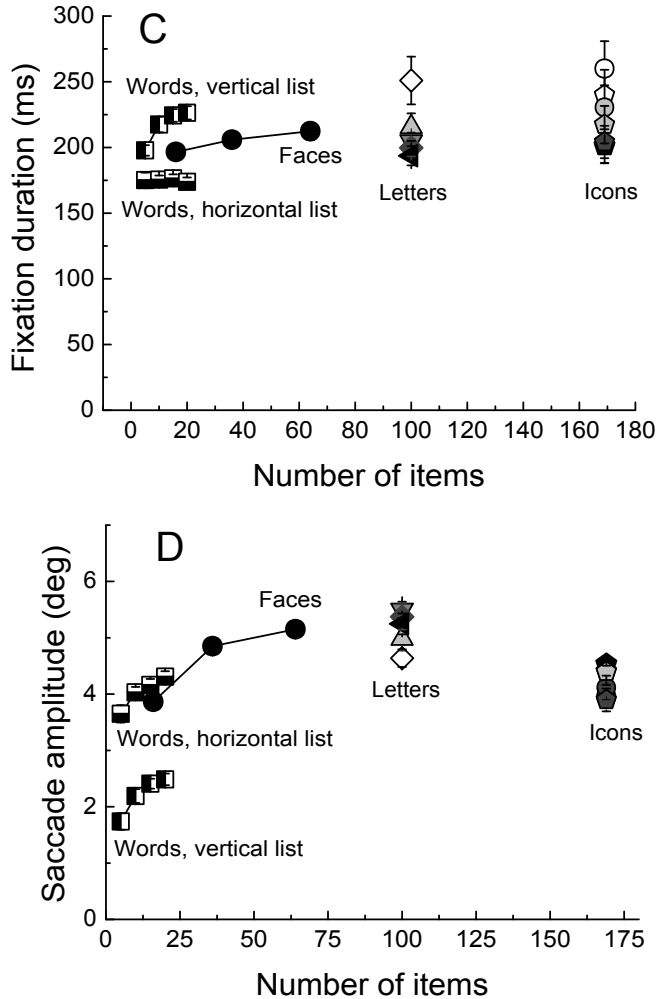 C
300
250
200
150
100
50
0
Fixation duration (ms)
Words, vertical list
Faces
Words, horizontal list
Letters
Icons
0 20 40 60 80 100 120 140 160 180
Number of items
D
6
4
2
0
Saccade amplitude (deg)
Faces
Letters
Words, horizontal list
Icons
Words, vertical list
0 25 50 75 100 125 150 175
Number of items